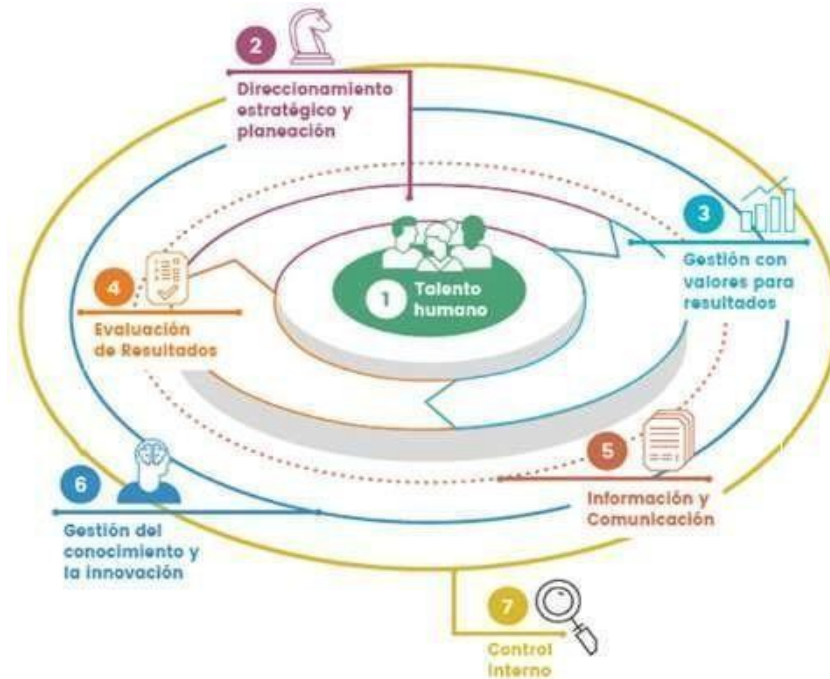 2
Direccionamiento
estratégico y
planeación
3
Gestión con
valores para
resultados
1
Talento
humano
4
Evaluación
de Resultados
5
Información y
Comunicación
6
Gestión del
conocimiento y
la innovación
7
Control
Interno